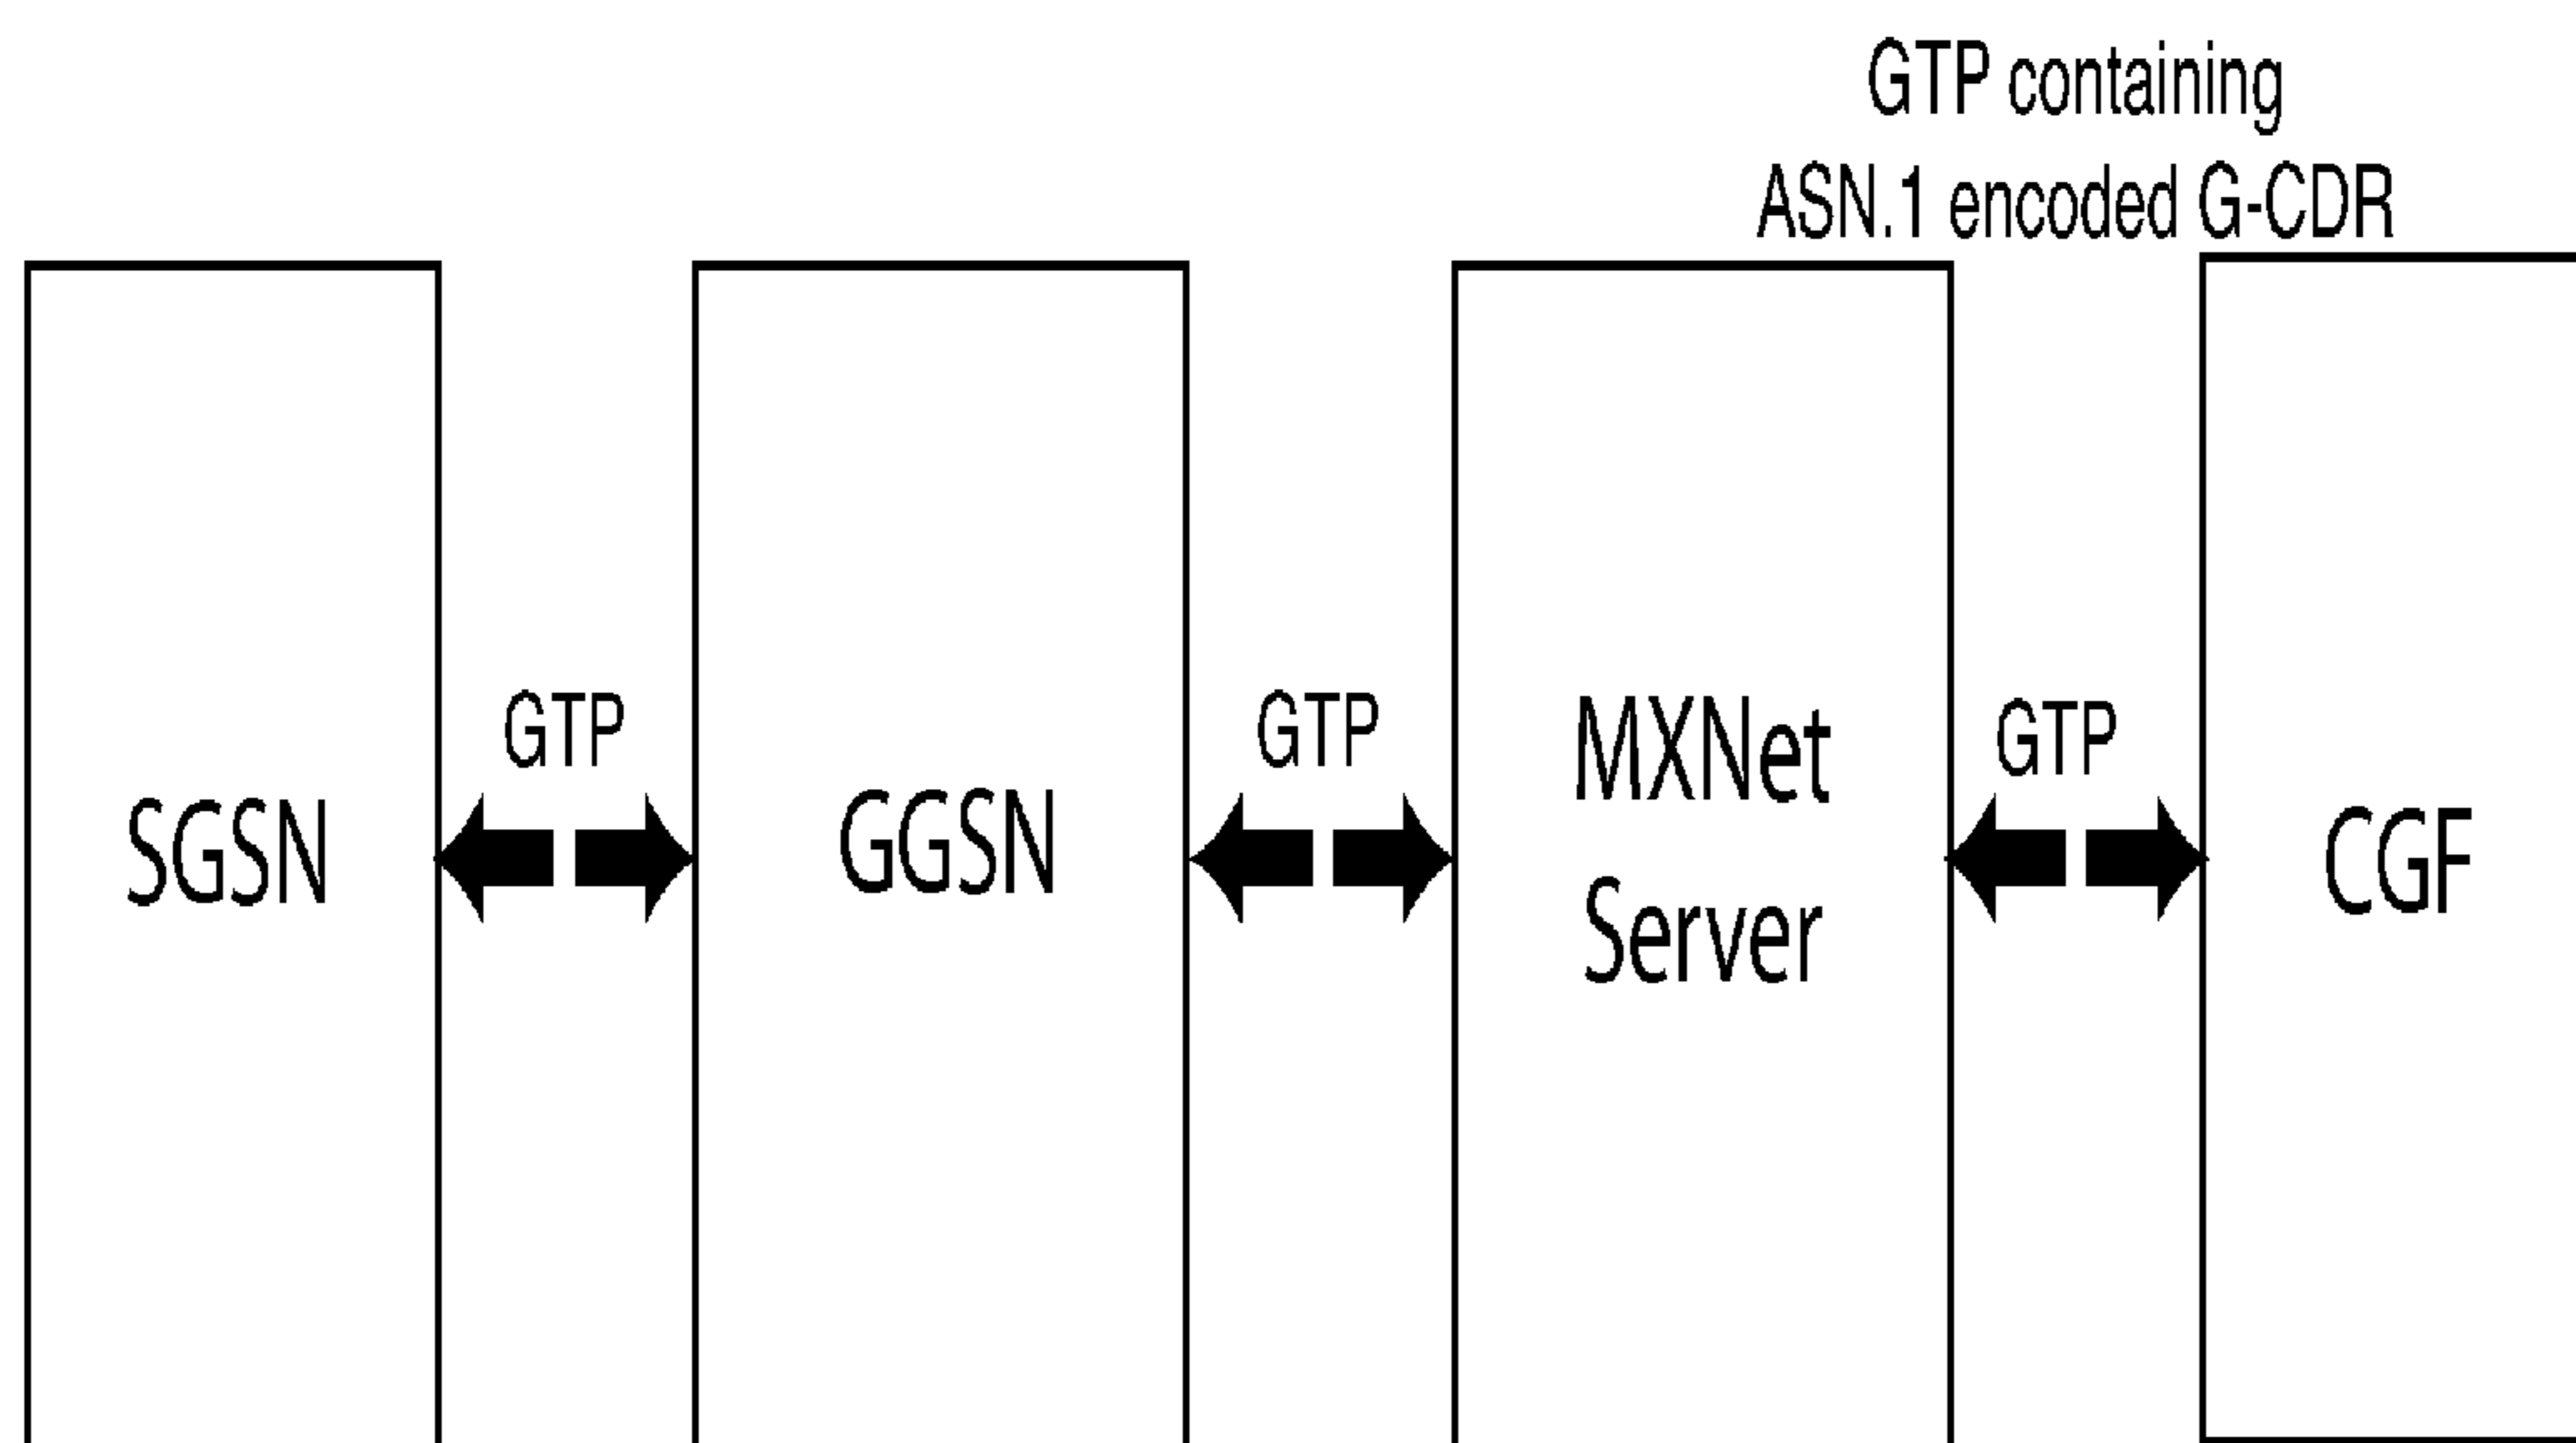 GTP containing
ASN.1 encoded G-CDR
SGSN
GTP
GGSN
GTP
MXNet
Server
GTP
CGF